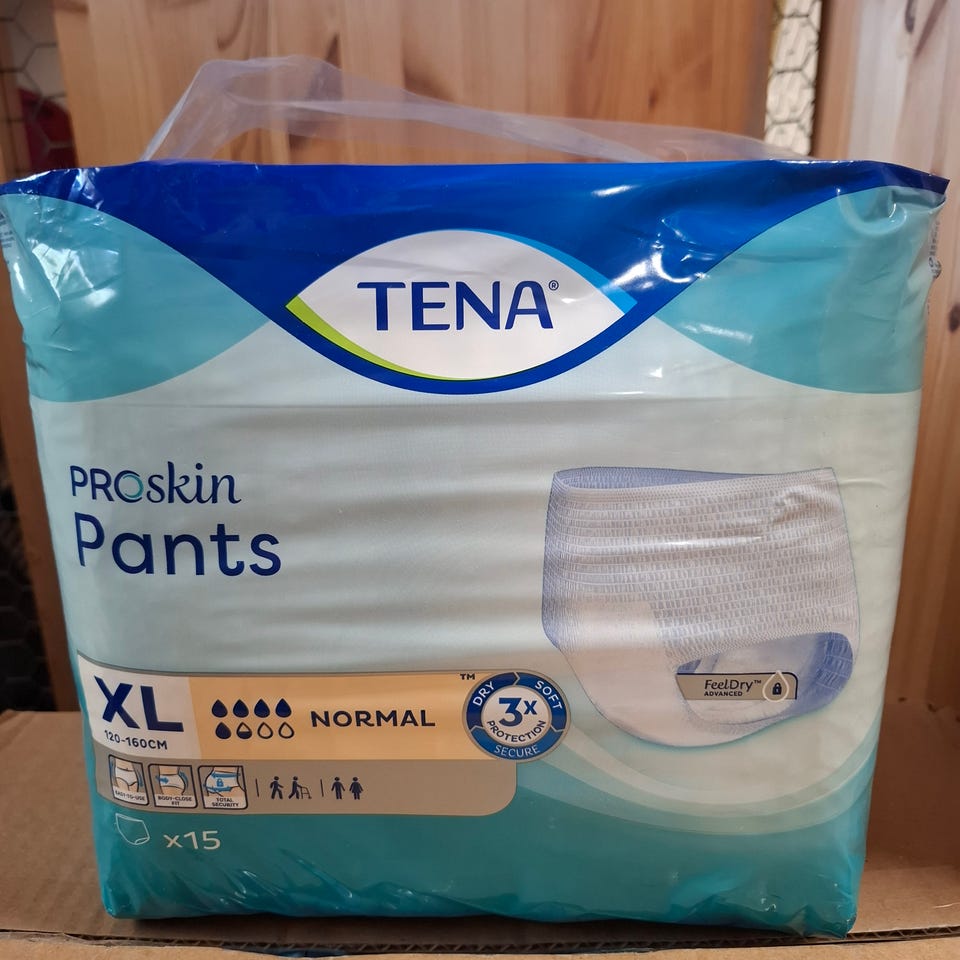 TENA®
PROskin
Pants
FeelDry™
ADVANCED
XL
120-160CM
NORMAL
™
DRY SOFT
3X
PROTECTION
SECURE
EASY-TO-USE
BODY-CLOSE
FIT
TOTAL
SECURITY
x15